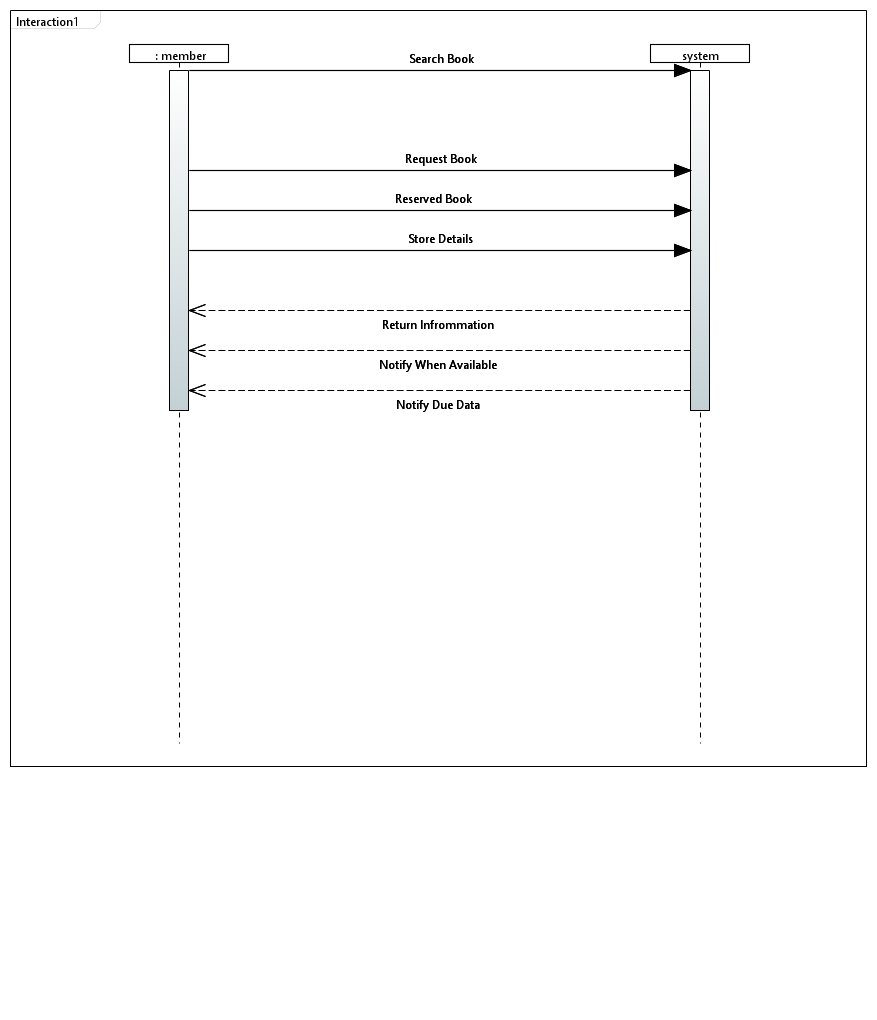 Interaction1
: member
system
Search Book
Request Book
Reserved Book
Store Details
Return Infrommation
Notify When Available
Notify Due Data